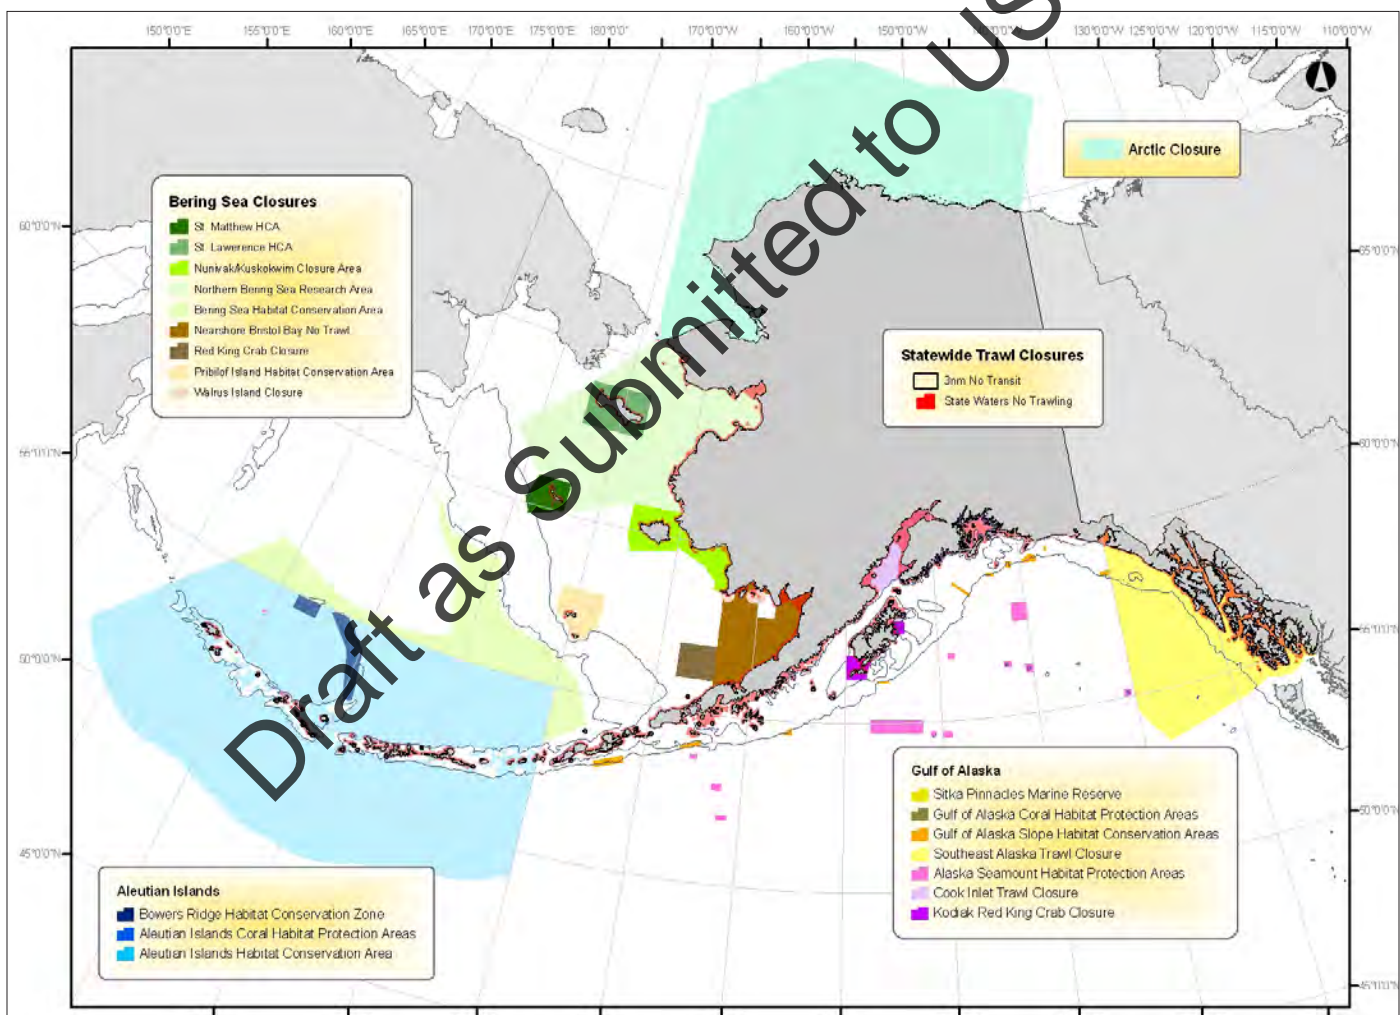 150°0'0"E 155°0'0"E 160°0'0"E 165°0'0"E 170°0'0"E 175°0'0"E 180°0'0" 170°0'0"W 160°0'0"W 150°0'0"W 130°0'0"W 125°0'0"W 120°0'0"W 115°0'0"W 110°0'0"W
Arctic Closure
Bering Sea Closures
St. Matthew HCA
St. Lawerence HCA
Nunivak/Kuskokwim Closure Area
Northern Bering Sea Research Area
Bering Sea Habitat Conservation Area
Nearshore Bristol Bay No Trawl
Red King Crab Closure
Pribilof Island Habitat Conservation Area
Walrus Island Closure
60°0'0"N
65°0'0"N
Statewide Trawl Closures
3nm No Transit
State Waters No Trawling
55°0'0"N
60°0'0"N
50°0'0"N
55°0'0"N
45°0'0"N
50°0'0"N
45°0'0"N
Draft as Submitted to US
Gulf of Alaska
Sitka Pinnacles Marine Reserve
Gulf of Alaska Coral Habitat Protection Areas
Gulf of Alaska Slope Habitat Conservation Areas
Southeast Alaska Trawl Closure
Alaska Seamount Habitat Protection Areas
Cook Inlet Trawl Closure
Kodiak Red King Crab Closure
Aleutian Islands
Bowers Ridge Habitat Conservation Zone
Aleutian Islands Coral Habitat Protection Areas
Aleutian Islands Habitat Conservation Area